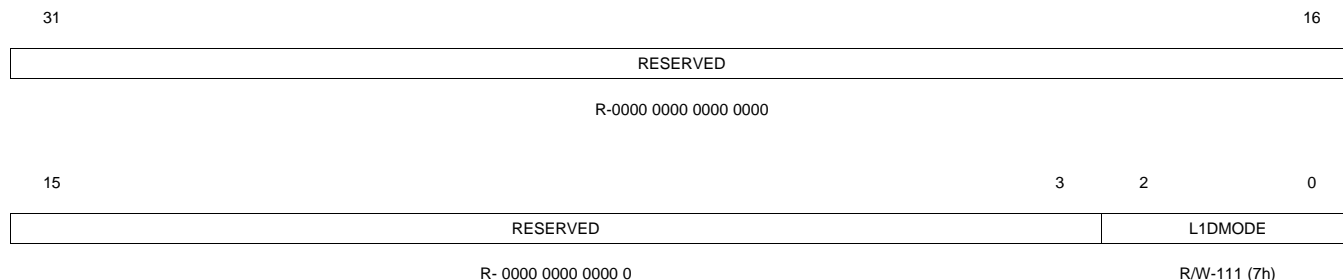 31 16
RESERVED
R-0000 0000 0000 0000
15 3 2 0
RESERVED L1DMODE
R- 0000 0000 0000 0 R/W-111 (7h)